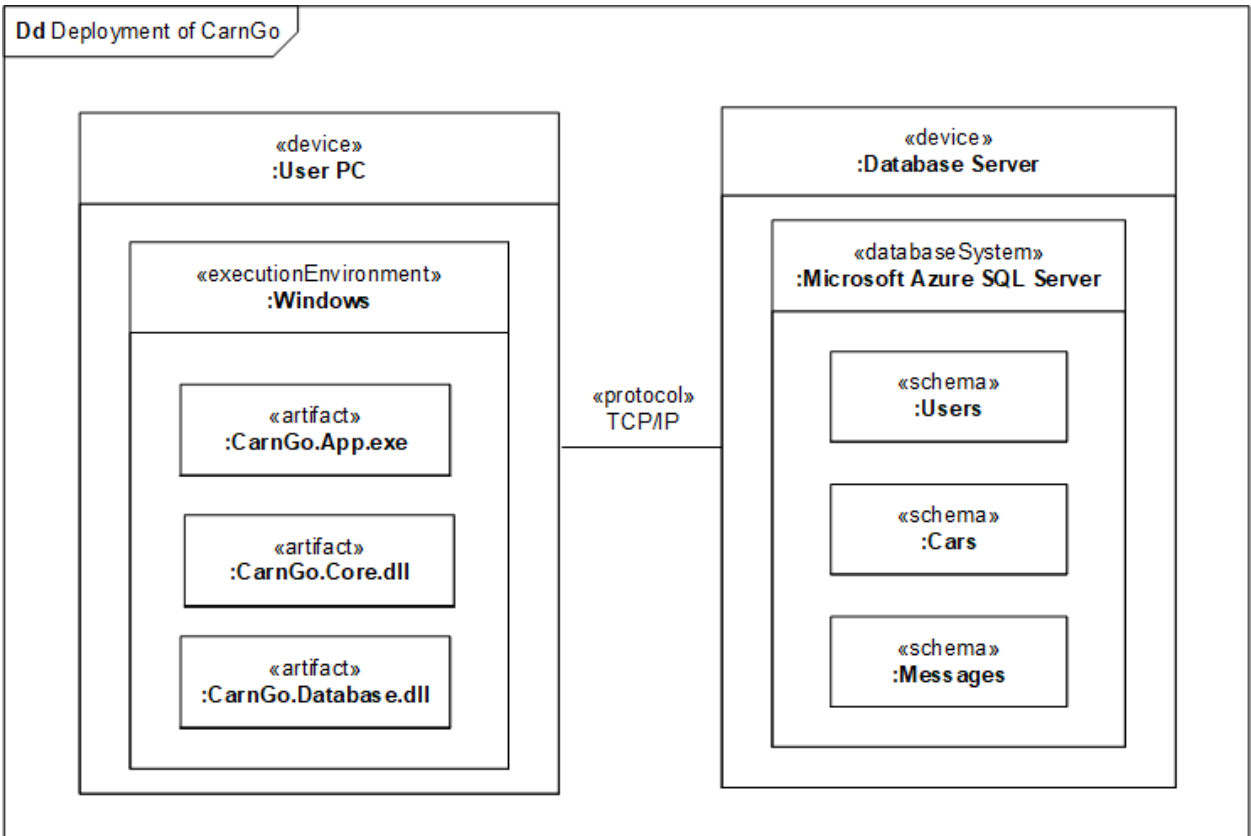 Dd Deployment of CarnGo
«device»
:User PC
«executionEnvironment»
:Windows
«artifact»
:CarnGo.App.exe
«artifact»
:CarnGo.Core.dll
«artifact»
:CarnGo.Database.dll
«protocol»
TCP/IP
«device»
:Database Server
«databaseSystem»
:Microsoft Azure SQL Server
«schema»
:Users
«schema»
:Cars
«schema»
:Messages